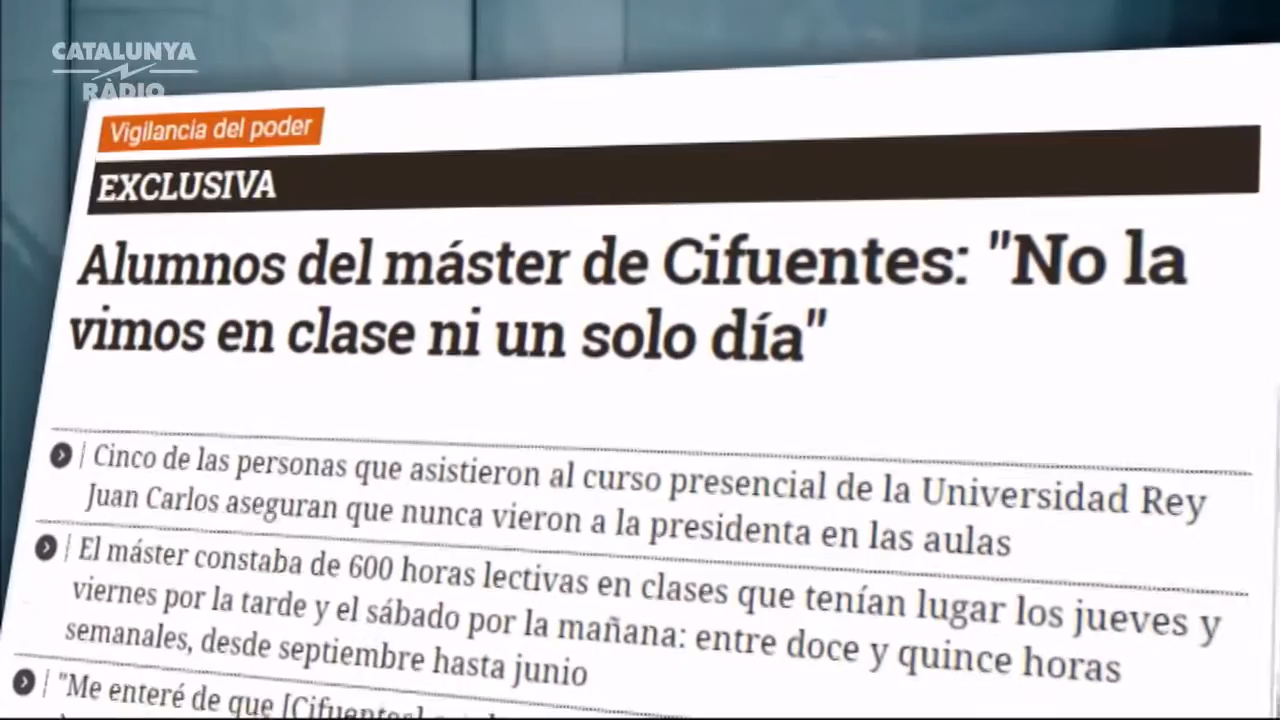 CATALUNYA
RÀDIO
Vigilancia del poder
EXCLUSIVA
Alumnos del máster de Cifuentes: "No la
vimos en clase ni un solo día"
Cinco de las personas que asistieron al curso presencial de la Universidad Rey
Juan Carlos aseguran que nunca vieron a la presidenta en las aulas
El máster constaba de 600 horas lectivas en clases que tenían lugar los jueves y
viernes por la tarde y el sábado por la mañana: entre doce y quince horas
semanales, desde septiembre hasta junio
"Me enteré de que [Cifuentes]